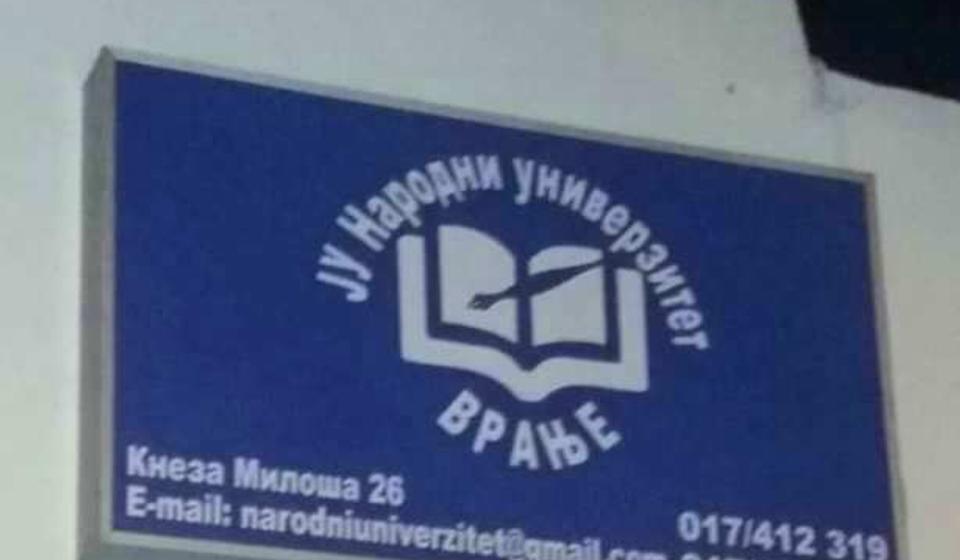 ЈУ Народни универзитет
ВРАЊЕ
Кнеза Милоша 26
E-mail: narodniuniverzitet@gmail.com
017/412 319